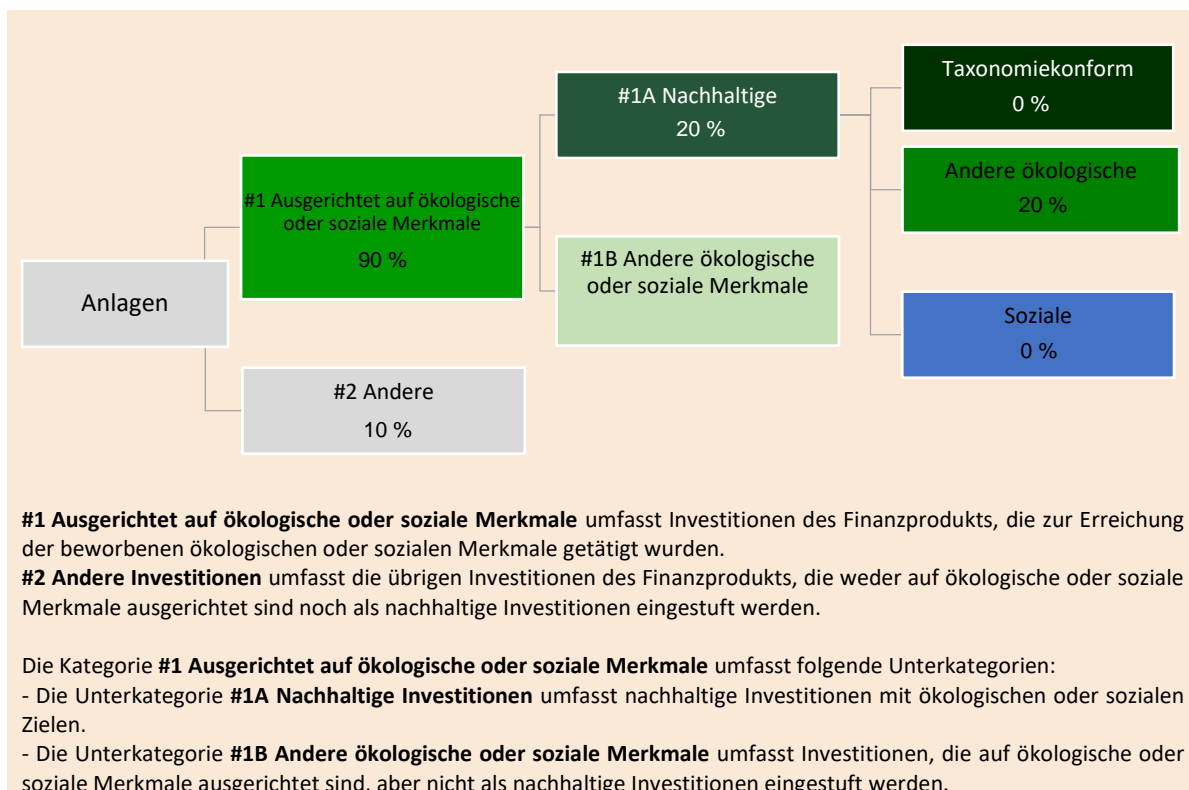 Anlagen
#1 Ausgerichtet auf ökologische
oder soziale Merkmale
90 %
#2 Andere
10 %
#1A Nachhaltige
20 %
#1B Andere ökologische
oder soziale Merkmale
Taxonomiekonform
0 %
Andere ökologische
20 %
Soziale
0 %
#1 Ausgerichtet auf ökologische oder soziale Merkmale umfasst Investitionen des Finanzprodukts, die zur Erreichung
der beworbenen ökologischen oder sozialen Merkmale getätigt wurden.
#2 Andere Investitionen umfasst die übrigen Investitionen des Finanzprodukts, die weder auf ökologische oder soziale
Merkmale ausgerichtet sind noch als nachhaltige Investitionen eingestuft werden.
Die Kategorie #1 Ausgerichtet auf ökologische oder soziale Merkmale umfasst folgende Unterkategorien:
- Die Unterkategorie #1A Nachhaltige Investitionen umfasst nachhaltige Investitionen mit ökologischen oder sozialen
Zielen.
- Die Unterkategorie #1B Andere ökologische oder soziale Merkmale umfasst Investitionen, die auf ökologische oder
soziale Merkmale ausgerichtet sind, aber nicht als nachhaltige Investitionen eingestuft werden.